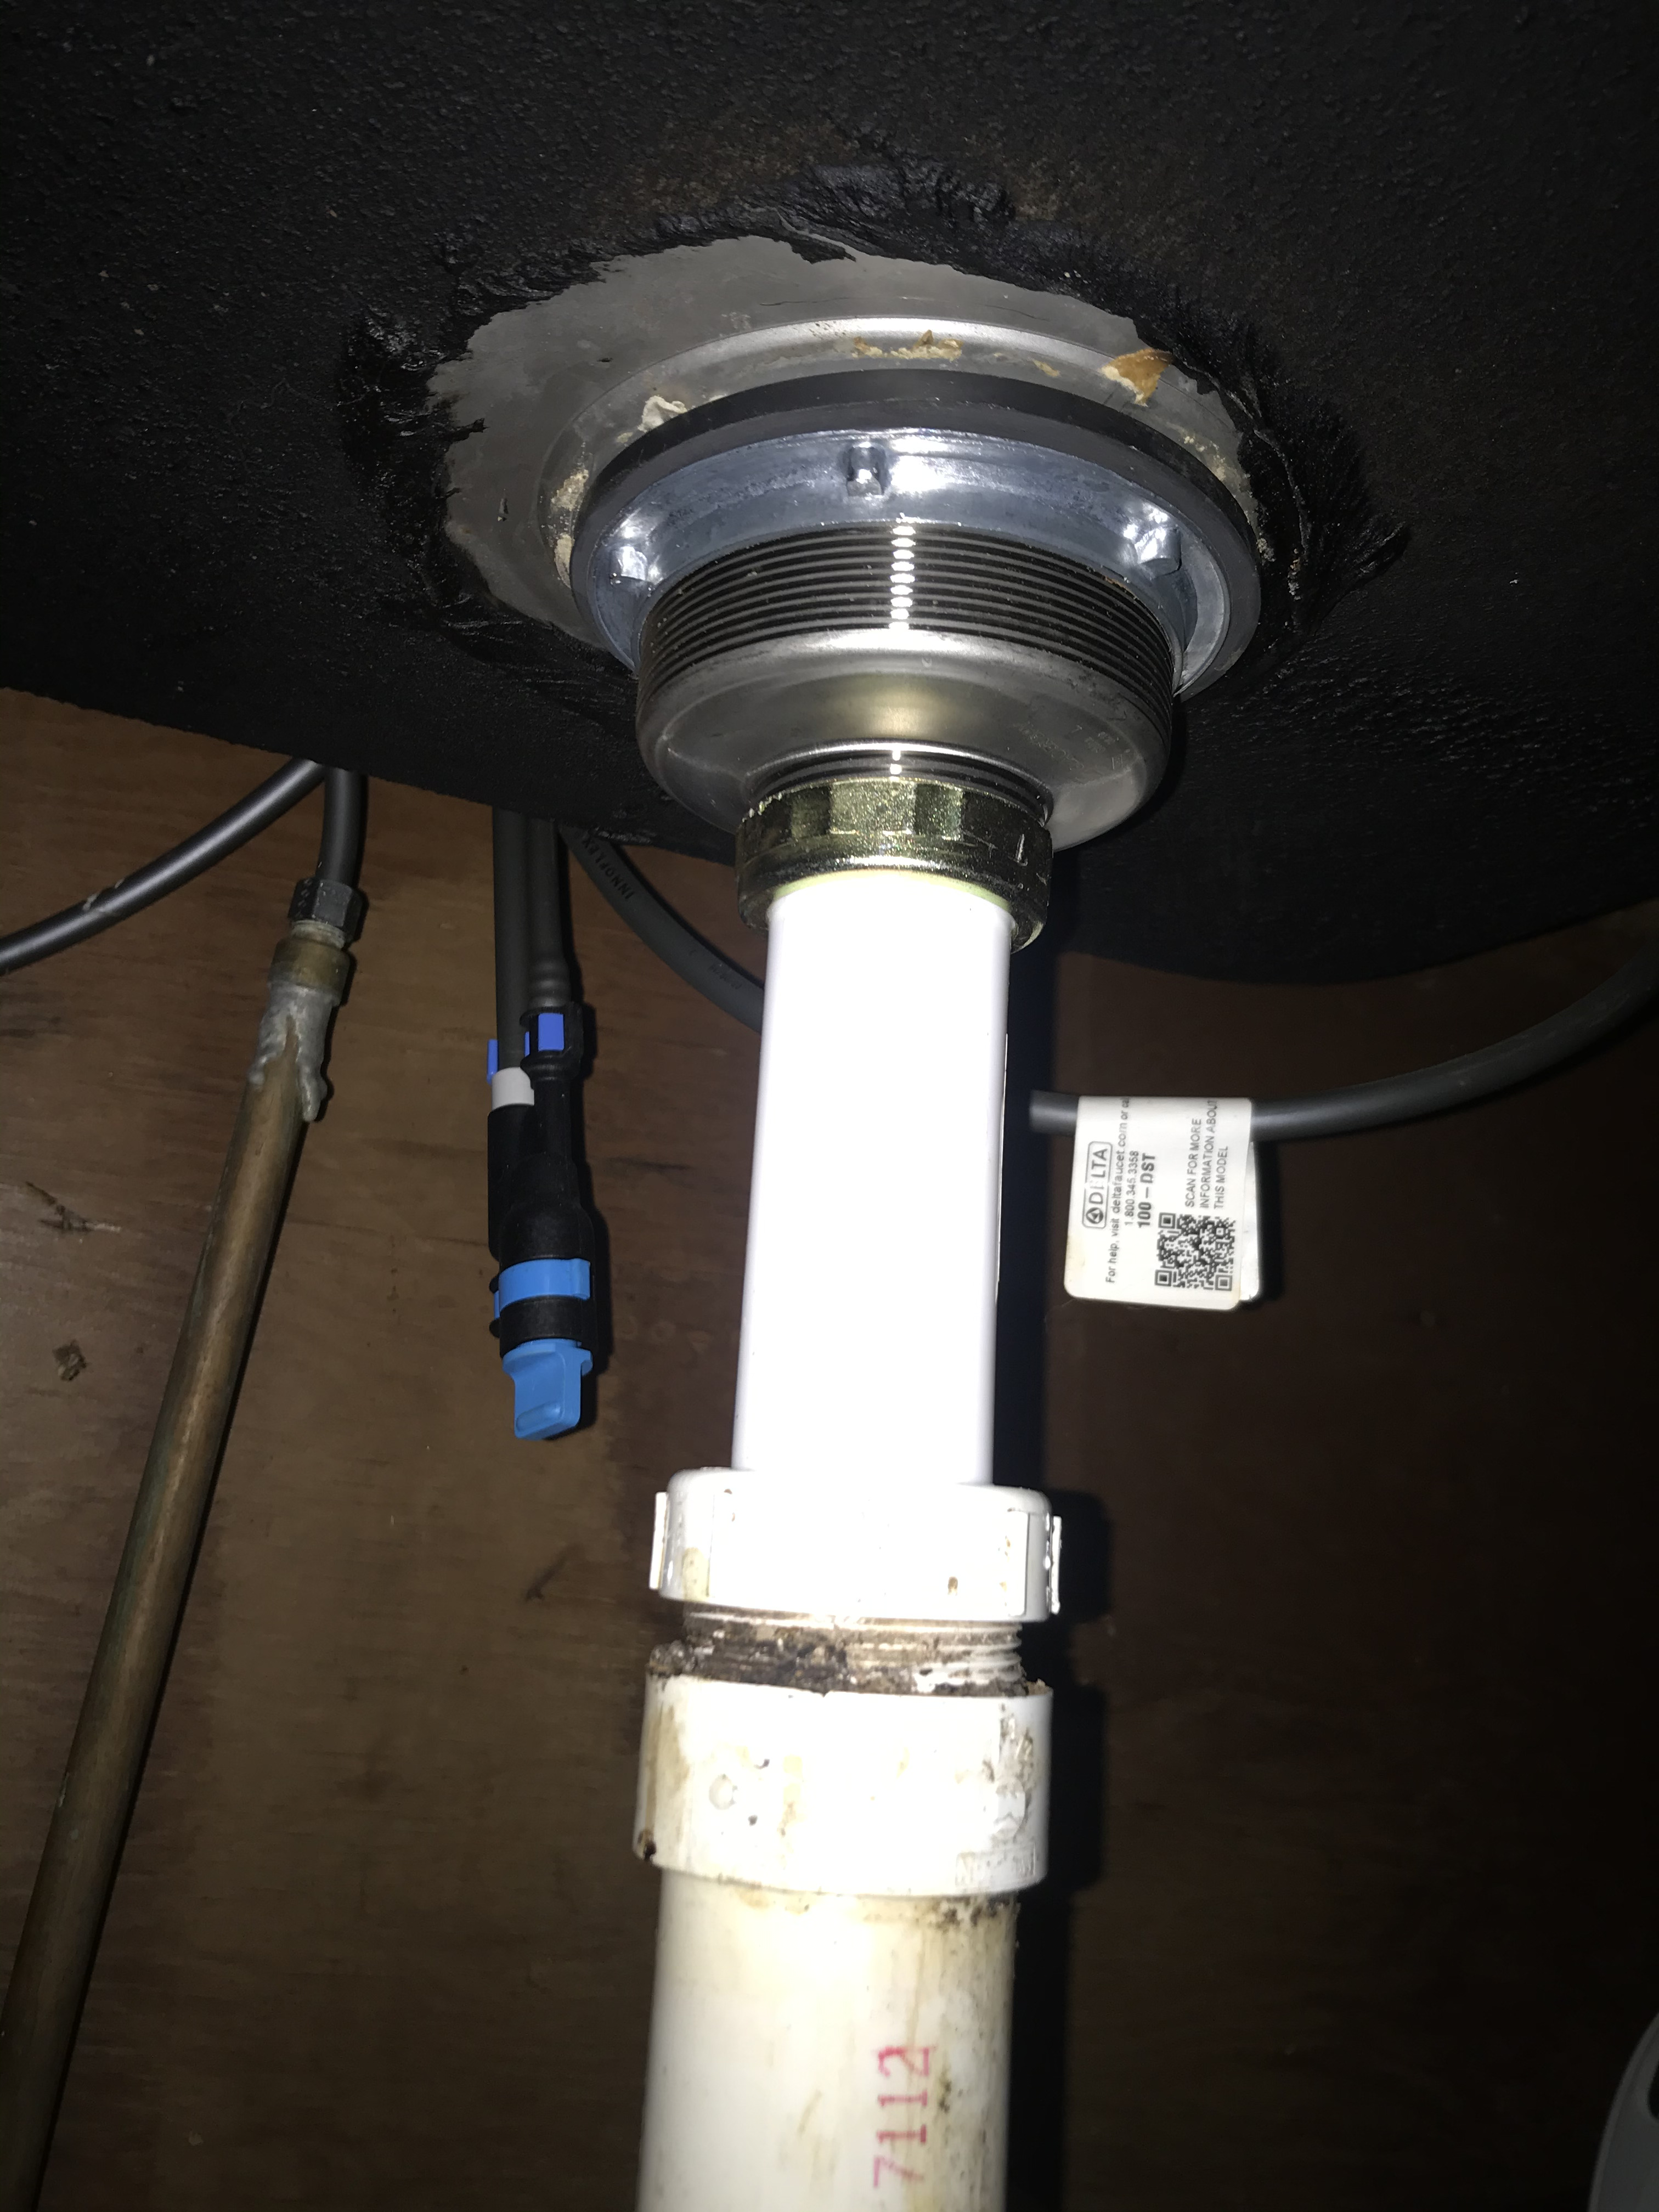 INNOFLEX
DELTA
For help, visit deltafaucet.com or
1.800.345.3358
100-DST
SCAN FOR MORE
INFORMATION ABOUT
THIS MODEL
7112